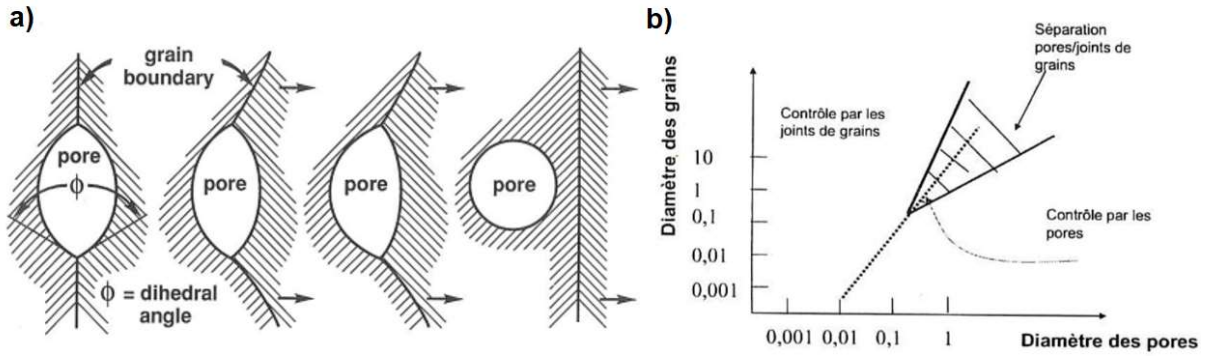 a)
grain
boundary
pore
ϕ
ϕ = dihedral
angle
pore
pore
pore
b)
Séparation
pores/joints de
grains
Contrôle par les
joints de grains
Diamètre des grains
10
1
0,1
0,01
0,001
Contrôle par les
pores
0,001 0,01 0,1 1
Diamètre des pores